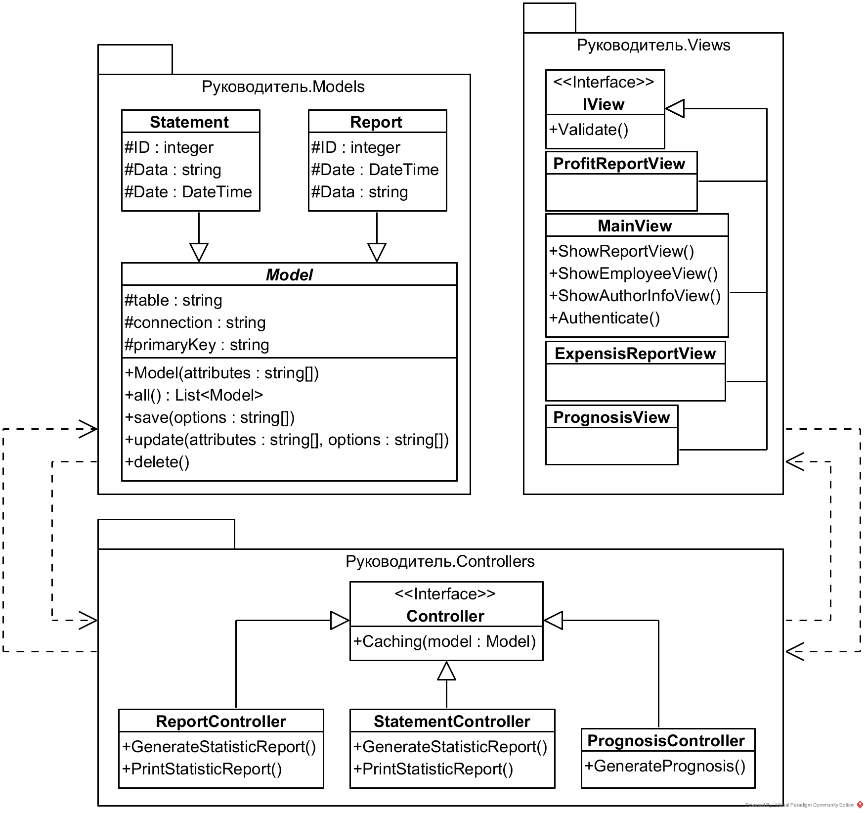 Руководитель.Models
Statement
#ID : integer
#Data : string
#Date : DateTime
Report
#ID : integer
#Date : DateTime
#Data : string
Model
#table : string
#connection : string
#primaryKey : string
+Model(attributes : string[])
+all() : List<Model>
+save(options : string[])
+update(attributes : string[], options : string[])
+delete()
Руководитель.Views
<<Interface>>
IView
+Validate()
ProfitReportView
MainView
+ShowReportView()
+ShowEmployeeView()
+ShowAuthorInfoView()
+Authenticate()
ExpensisReportView
PrognosisView
Руководитель.Controllers
<<Interface>>
Controller
+Caching(model : Model)
ReportController
+GenerateStatisticReport()
+PrintStatisticReport()
StatementController
+GenerateStatisticReport()
+PrintStatisticReport()
PrognosisController
+GeneratePrognosis()
Paradigm Community Edition